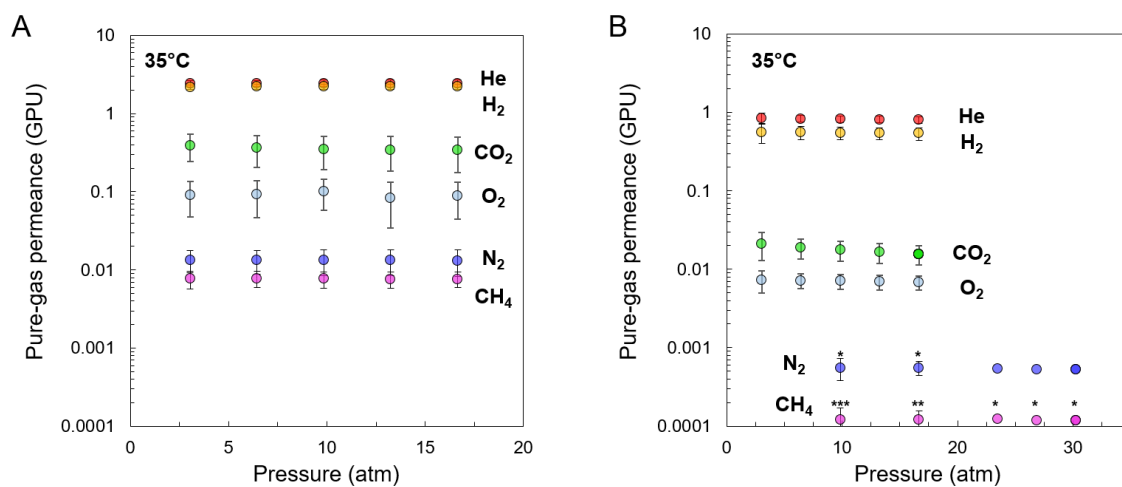 A
Pure-gas permeance (GPU)
10
1
0.1
0.01
0.001
0.0001
35°C
He
H₂
CO₂
O₂
N₂
CH₄
0 5 10 15 20
Pressure (atm)
B
Pure-gas permeance (GPU)
10
1
0.1
0.01
0.001
0.0001
35°C
He
H₂
CO₂
O₂
N₂ * *
CH₄ *** ** * * *
0 10 20 30
Pressure (atm)